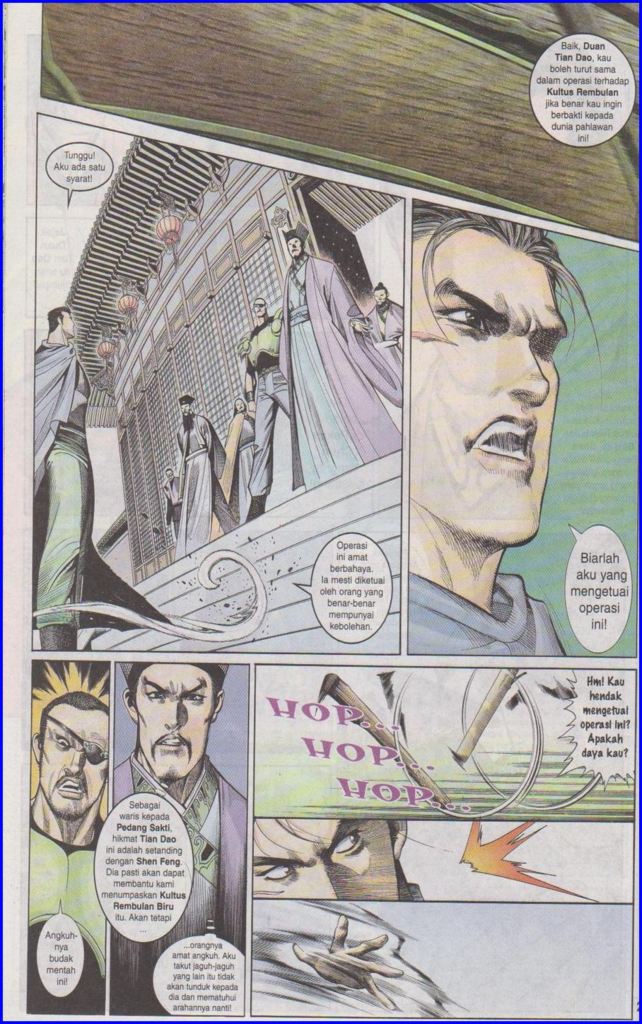 Baik, Duan
Tian Dao, kau
boleh turut sama
dalam operasi terhadap
Kultus Rembulan
jika benar kau ingin
berbakti kepada
dunia pahlawan
ini!
Tunggu!
Aku ada satu
syarat!
Operasi
ini amat
berbahaya.
Ia mesti diketuai
oleh orang yang
benar-benar
mempunyai
kebolehan.
Biarlah
aku yang
mengetuai
operasi
ini!
Angkuh-
nya
budak
mentah
ini!
Sebagai
waris kepada
Pedang Sakti,
hikmat Tian Dao
ini adalah setanding
dengan Shen Feng.
Dia pasti akan dapat
membantu kami
menumpaskan Kultus
Rembulan Biru
itu. Akan tetapi
...
...orangnya
amat angkuh. Aku
takut jaguh-jaguh
yang lain itu tidak
akan tunduk kepada
dia dan mematuhi
arahannya nanti!
HOP...
HOP...
HOP...
Hm! Kau
hendak
mengetuai
operasi ini?
Apakah
daya kau?